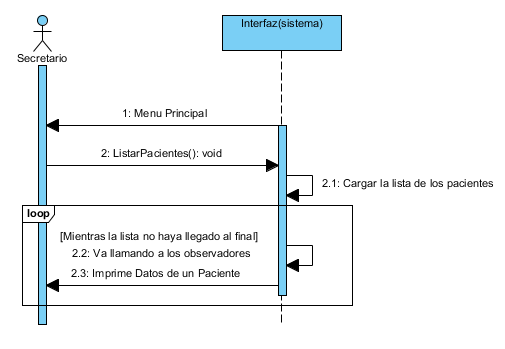 Interfaz(sistema)
Secretario
1: Menu Principal
2: ListarPacientes(): void
2.1: Cargar la lista de los pacientes
loop
[Mientras la lista no haya llegado al final]
2.2: Va llamando a los observadores
2.3: Imprime Datos de un Paciente